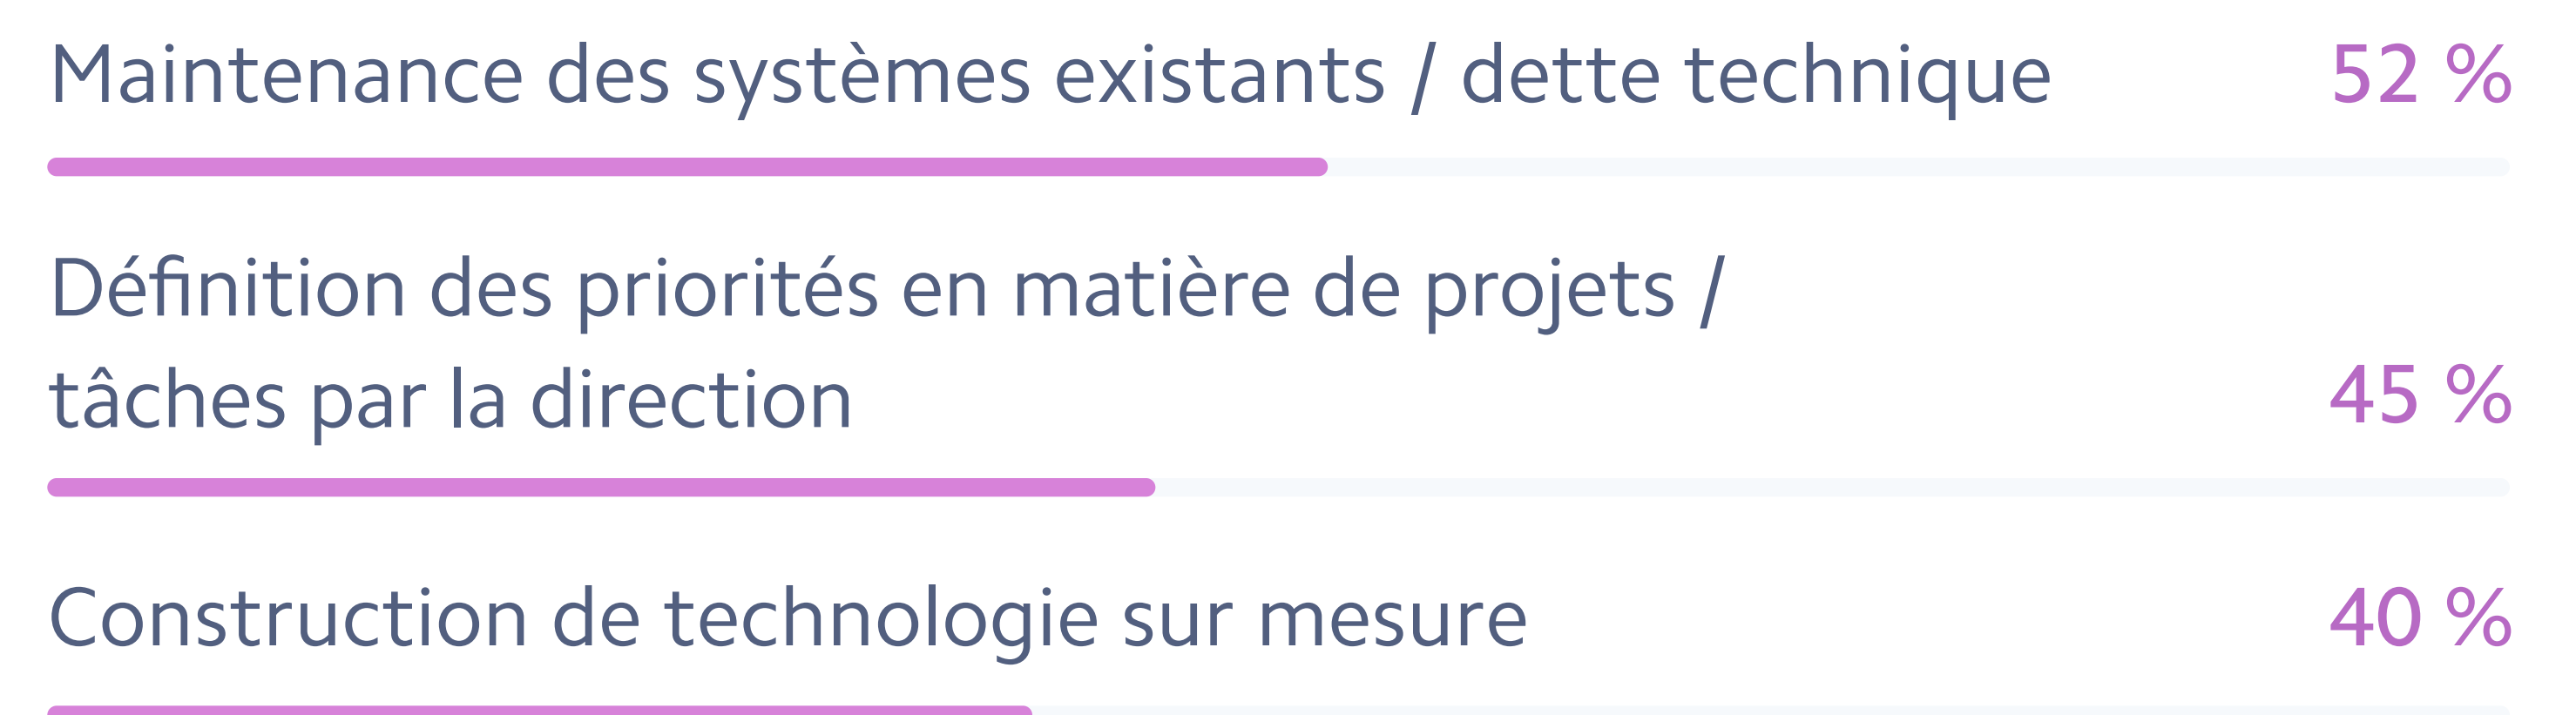 Maintenance des systèmes existants / dette technique 52 %
Définition des priorités en matière de projets /
tâches par la direction 45 %
Construction de technologie sur mesure 40 %